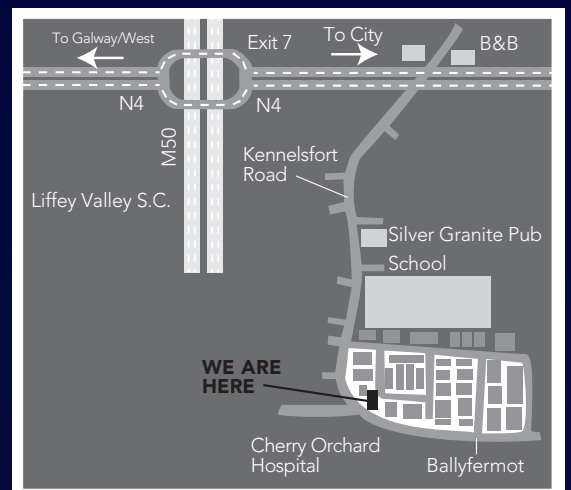 To Galway/West
Exit 7
To City
B&B
N4
N4
M50
Kennelsfort
Road
Liffey Valley S.C.
Silver Granite Pub
School
WE ARE
HERE
Cherry Orchard
Hospital
Ballyfermot